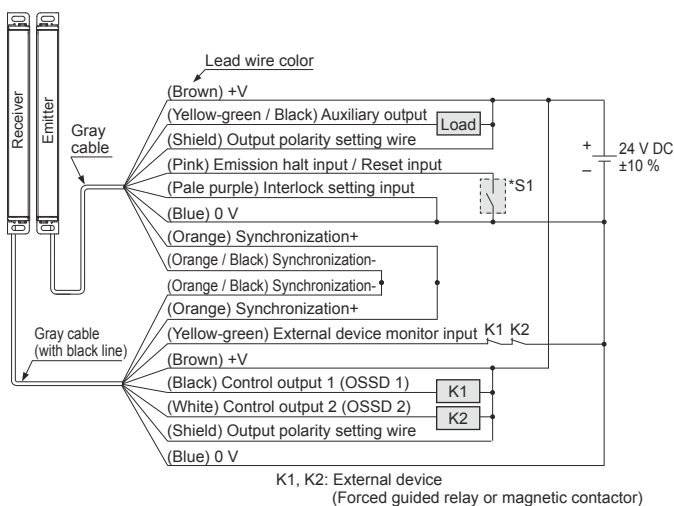 Receiver
Emitter
Gray
cable
Lead wire color
(Brown) +V
(Yellow-green / Black) Auxiliary output
Load
(Shield) Output polarity setting wire
(Pink) Emission halt input / Reset input
(Pale purple) Interlock setting input
*S1
+
–
24 V DC
±10 %
(Blue) 0 V
(Orange) Synchronization+
(Orange / Black) Synchronization-
(Orange / Black) Synchronization-
(Orange) Synchronization+
Gray cable
(with black line)
(Yellow-green) External device monitor input K1 K2
(Brown) +V
(Black) Control output 1 (OSSD 1)
K1
(White) Control output 2 (OSSD 2)
K2
(Shield) Output polarity setting wire
(Blue) 0 V
K1, K2: External device
(Forced guided relay or magnetic contactor)